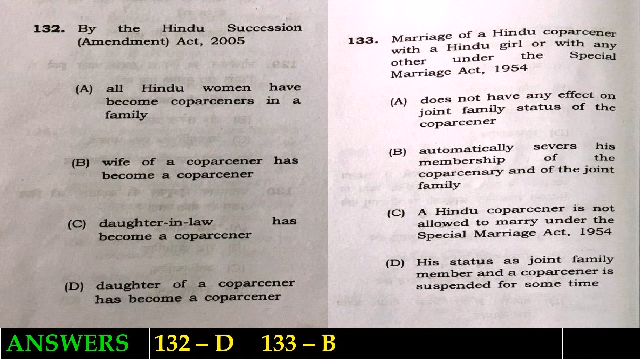 132. By the Hindu Succession
(Amendment) Act, 2005
(A) all Hindu women have
become coparceners in a
family
(B) wife of a coparcener has
become a coparcener
(C) daughter-in-law has
become a coparcener
(D) daughter of a coparcener
has become a coparcener
133. Marriage of a Hindu coparcener
with a Hindu girl or with any
other under the Special
Marriage Act, 1954
(A) does not have any effect on
joint family status of the
coparcener
(B) automatically severs his
membership of the
coparcenary and of the joint
family
(C) A Hindu coparcener is not
allowed to marry under the
Special Marriage Act, 1954
(D) His status as joint family
member and a coparcener is
suspended for some time
ANSWERS 132 – D 133 – B